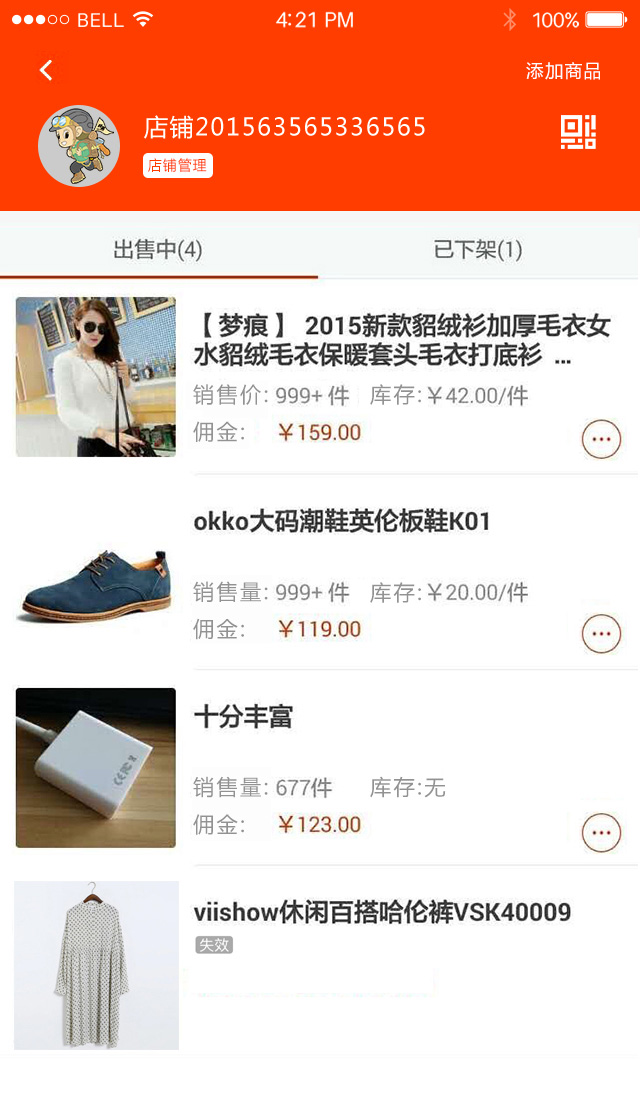 BELL 4:21 PM 100%
添加商品
店铺201563565336565
店铺管理
出售中(4) 已下架(1)
【 梦痕 】 2015新款貂绒衫加厚毛衣女
水貂绒毛衣保暖套头毛衣打底衫 ...
销售价: 999+ 件 库存:￥42.00/件
佣金: ￥159.00
okko大码潮鞋英伦板鞋K01
销售量: 999+ 件 库存:￥20.00/件
佣金: ￥119.00
十分丰富
销售量: 677件 库存:无
佣金: ￥123.00
viishow休闲百搭哈伦裤VSK40009
失效